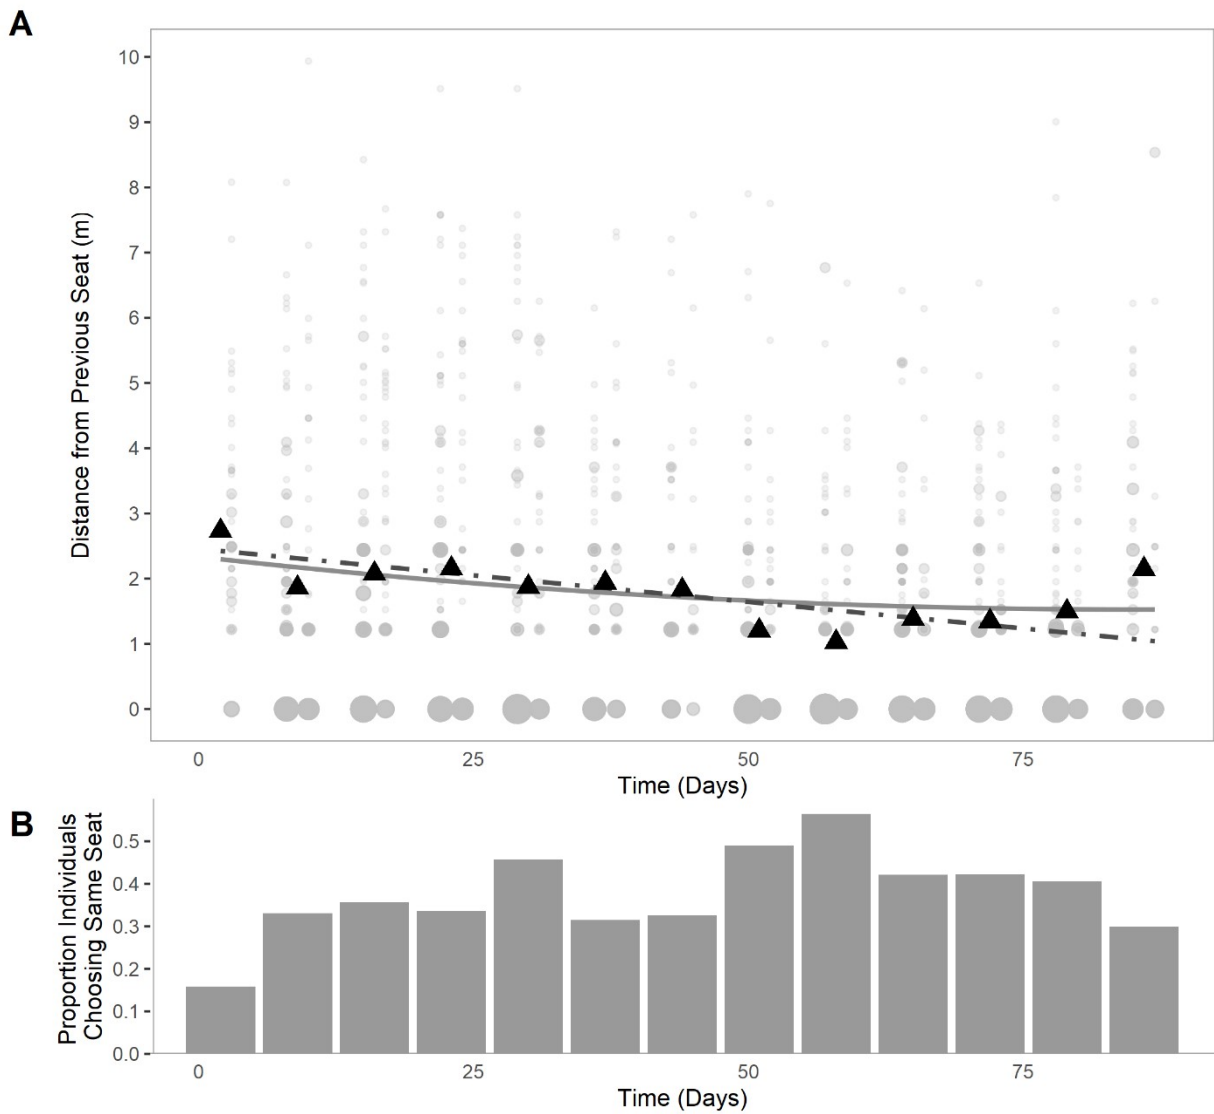 A
Distance from Previous Seat (m)
10
9
8
7
6
5
4
3
2
1
0
0 25 50 75
Time (Days)
B
Proportion Individuals
Choosing Same Seat
0.5
0.4
0.3
0.2
0.1
0.0
0 25 50 75
Time (Days)